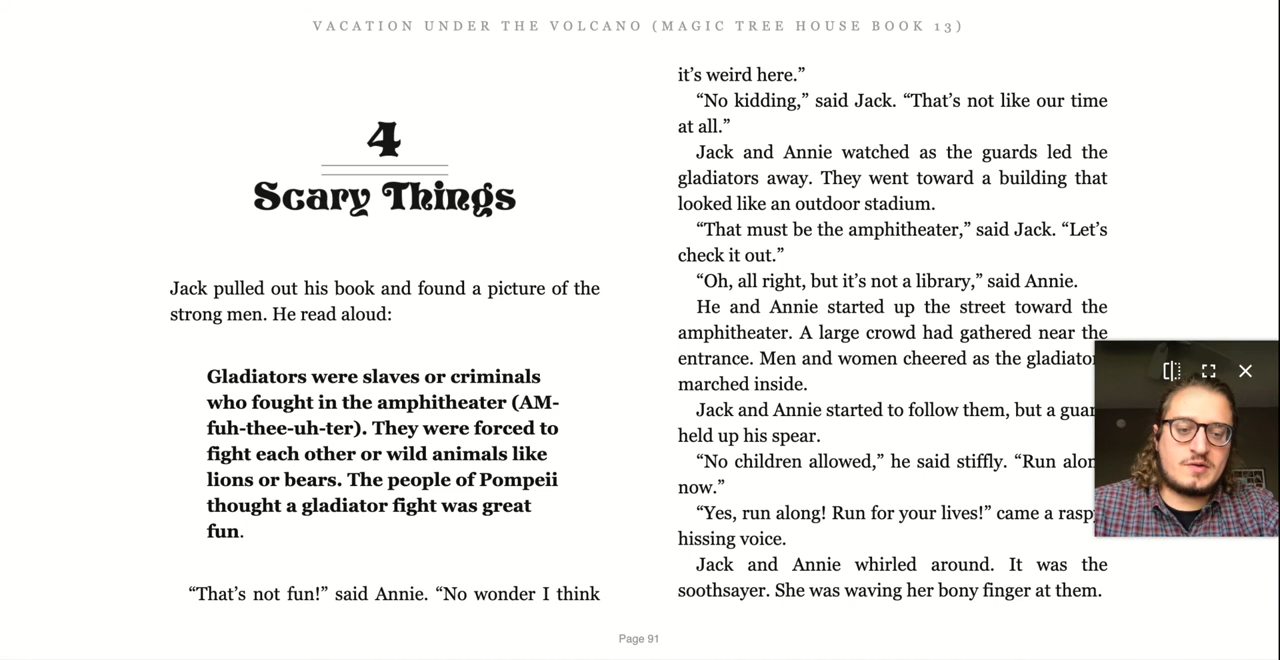 VACATION UNDER THE VOLCANO (MAGIC TREE HOUSE BOOK 13)
4
Scary Things
Jack pulled out his book and found a picture of the
strong men. He read aloud:
Gladiators were slaves or criminals
who fought in the amphitheater (AM-
fuh-thee-uh-ter). They were forced to
fight each other or wild animals like
lions or bears. The people of Pompeii
thought a gladiator fight was great
fun.
“That’s not fun!” said Annie. “No wonder I think
it’s weird here.”
“No kidding,” said Jack. “That’s not like our time
at all.”
Jack and Annie watched as the guards led the
gladiators away. They went toward a building that
looked like an outdoor stadium.
“That must be the amphitheater,” said Jack. “Let’s
check it out.”
“Oh, all right, but it’s not a library,” said Annie.
He and Annie started up the street toward the
amphitheater. A large crowd had gathered near the
entrance. Men and women cheered as the
marched inside.
Jack and Annie started to follow them, but a
held up his spear.
“No children allowed,” he said stiffly. “Run
now.”
“Yes, run along! Run for your lives!” came a
hissing voice.
Jack and Annie whirled around. It was the
soothsayer. She was waving her bony finger at them.
Page 91